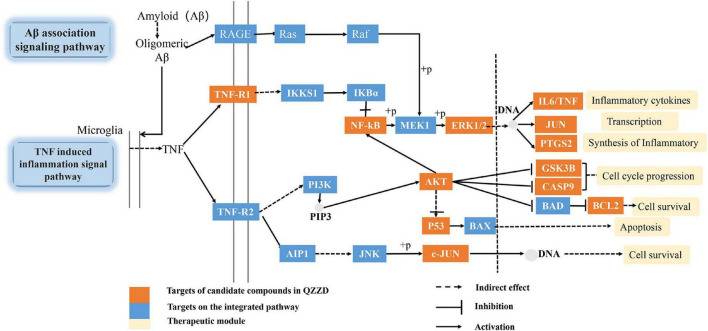 Aβ association
signaling pathway
Amyloid (Aβ)
Oligomeric
Aβ
RAGE
Ras
Raf
+p
TNF-R1
IKKS1
IKBα
+p
+p
NF-kB
MEK1
ERK1/2
DNA
IL6/TNF
Inflammatory cytokines
JUN
Transcription
PTGS2
Synthesis of Inflammatory
Microglia
TNF induced
inflammation signal
pathway
TNF
TNF-R2
PI3K
PIP3
AKT
GSK3B
CASP9
Cell cycle progression
BAD
BCL2
Cell survival
P53
BAX
Apoptosis
AIP1
JNK
+p
c-JUN
DNA
Cell survival
Targets of candidate compounds in QZZD
Targets on the integrated pathway
Therapeutic module
Indirect effect
Inhibition
Activation